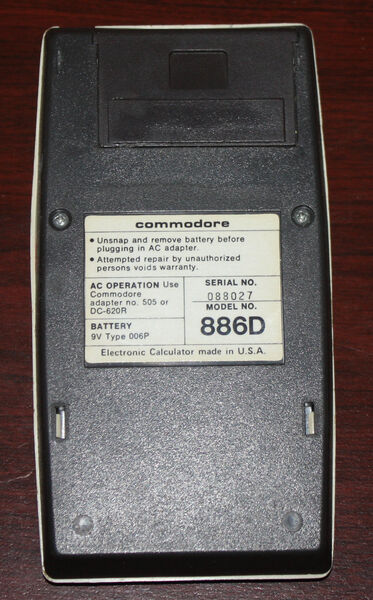 commodore
• Unsnap and remove battery before
plugging in AC adapter.
• Attempted repair by unauthorized
persons voids warranty.
AC OPERATION Use
Commodore
adapter no. 505 or
DC-620R
BATTERY
9V Type 006P
SERIAL NO.
088027
MODEL NO.
886D
Electronic Calculator made in U.S.A.